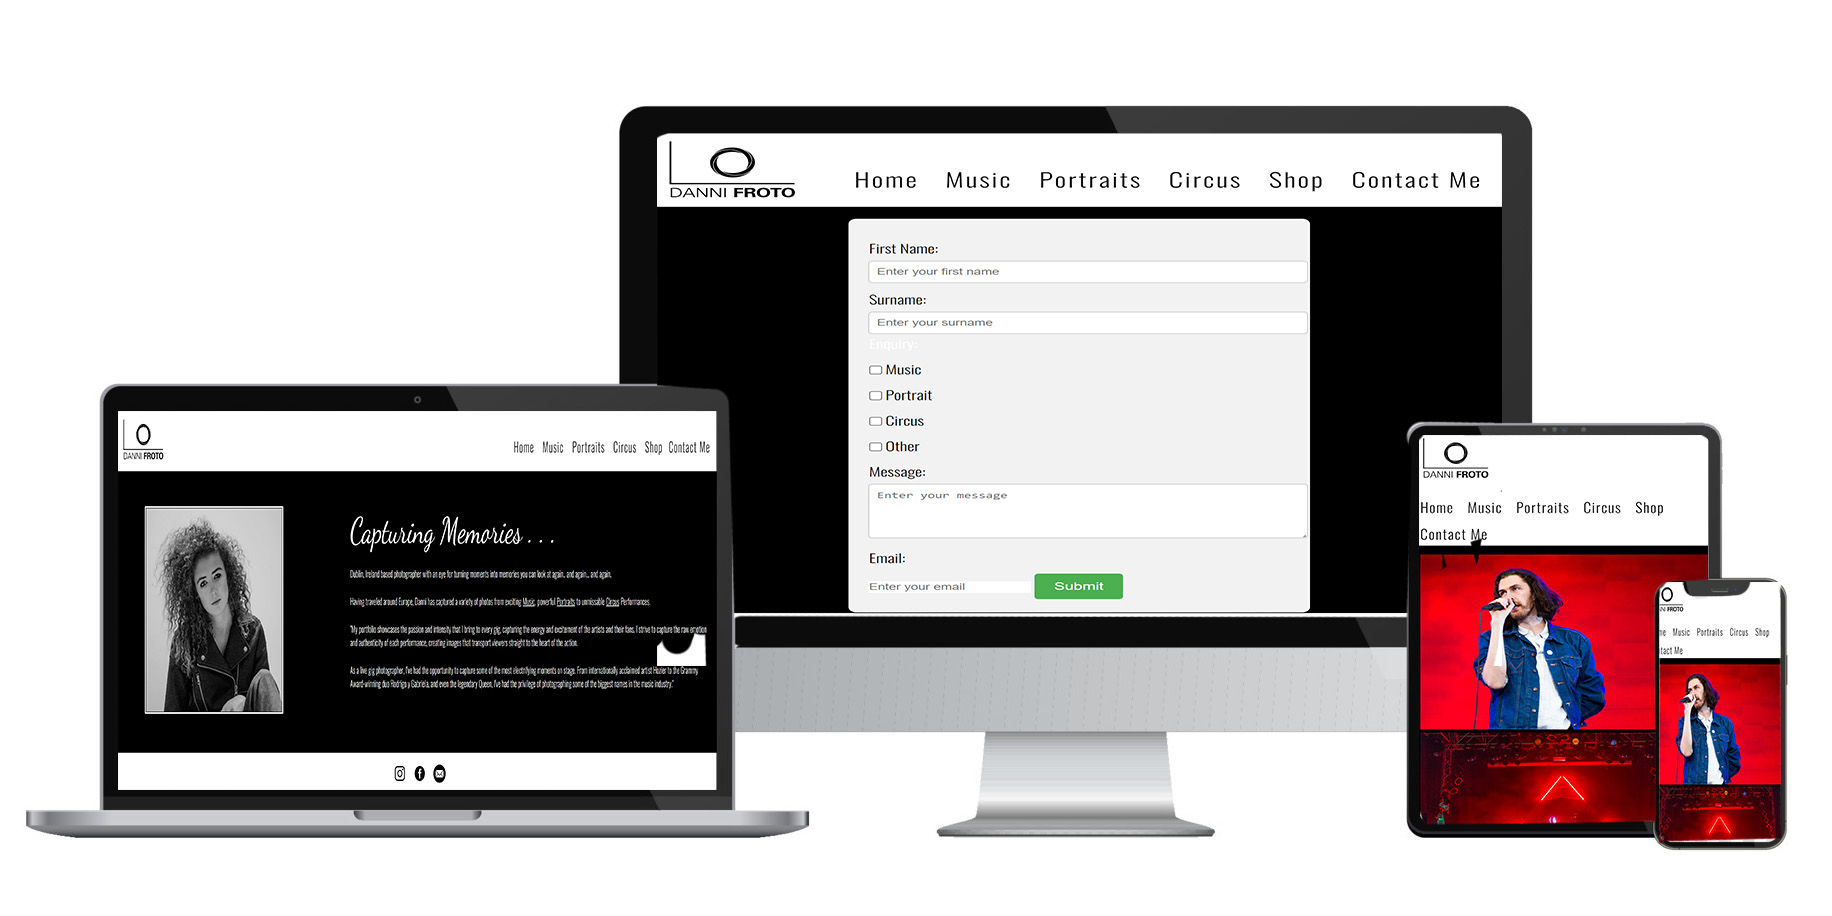 DANNI FROTO
Home Music Portraits Circus Shop Contact Me
First Name:
Enter your first name
Surname:
Enter your surname
Enquiry:
Music
Portrait
Circus
Other
Message:
Enter your message
Email:
Enter your email Submit
DANNI FROTO
Home Music Portraits Circus Shop Contact Me
Capturing Memories . . .
Dublin, Ireland based photographer with an eye for turning moments into memories you can look at again.. and again... and again.
Having traveled around Europe, Danni has captured a variety of photos from exciting Music, powerful Portraits to unmissable Circus Performances.
"My portfolio showcases the passion and intensity that I bring to every gig, capturing the energy and excitement of the artists and their fans. I strive to capture the raw emotion
and authenticity of each performance, creating images that transport viewers straight to the heart of the action.
As a live gig photographer, I've had the opportunity to capture some of the most electrifying moments on stage. From internationally acclaimed artist Hozier to the Grammy
Award-winning duo Rodrigo y Gabriela, and even the legendary Queen, I've had the privilege of photographing some of the biggest names in the music industry."
DANNI FROTO
Home Music Portraits Circus Shop
Contact Me
NNI FROTO
me Music Portraits Circus Shop
ntact Me